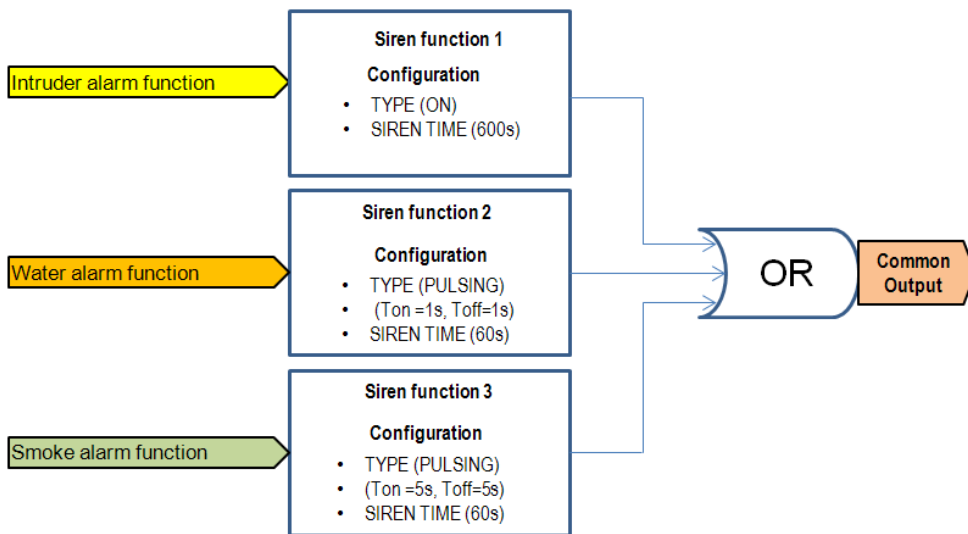 Intruder alarm function
Siren function 1
Configuration
• TYPE (ON)
• SIREN TIME (600s)
Water alarm function
Siren function 2
Configuration
• TYPE (PULSING)
• (Ton =1s, Toff=1s)
• SIREN TIME (60s)
Smoke alarm function
Siren function 3
Configuration
• TYPE (PULSING)
• (Ton =5s, Toff=5s)
• SIREN TIME (60s)
OR
Common
Output